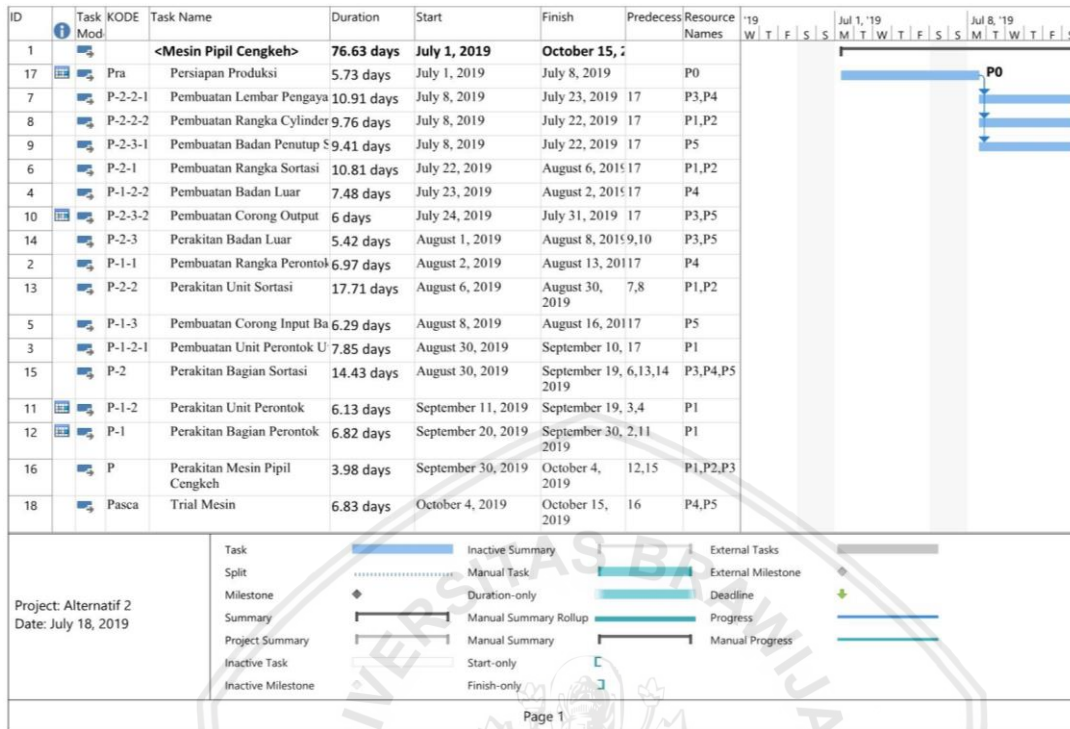 ID Task Mod KODE Task Name Duration Start Finish Predecess Resource Names '19 Jul 1, '19 Jul 8, '19
W T F S S M T W T F S S M T W T F S
1 <Mesin Pipil Cengkeh> 76.63 days July 1, 2019 October 15, 2
17 Pra Persiapan Produksi 5.73 days July 1, 2019 July 8, 2019 P0 P0
7 P-2-2-1 Pembuatan Lembar Pengaya 10.91 days July 8, 2019 July 23, 2019 17 P3,P4
8 P-2-2-2 Pembuatan Rangka Cylinder 9.76 days July 8, 2019 July 22, 2019 17 P1,P2
9 P-2-3-1 Pembuatan Badan Penutup S 9.41 days July 8, 2019 July 22, 2019 17 P5
6 P-2-1 Pembuatan Rangka Sortasi 10.81 days July 22, 2019 August 6, 2019 17 P1,P2
4 P-1-2-2 Pembuatan Badan Luar 7.48 days July 23, 2019 August 2, 2019 17 P4
10 P-2-3-2 Pembuatan Corong Output 6 days July 24, 2019 July 31, 2019 17 P3,P5
14 P-2-3 Perakitan Badan Luar 5.42 days August 1, 2019 August 8, 2019 9,10 P3,P5
2 P-1-1 Pembuatan Rangka Perontok 6.97 days August 2, 2019 August 13, 201 17 P4
13 P-2-2 Perakitan Unit Sortasi 17.71 days August 6, 2019 August 30, 2019 7,8 P1,P2
5 P-1-3 Pembuatan Corong Input Ba 6.29 days August 8, 2019 August 16, 201 17 P5
3 P-1-2-1 Pembuatan Unit Perontok U 7.85 days August 30, 2019 September 10, 17 P1
15 P-2 Perakitan Bagian Sortasi 14.43 days August 30, 2019 September 19, 2019 6,13,14 P3,P4,P5
11 P-1-2 Perakitan Unit Perontok 6.13 days September 11, 2019 September 19, 3,4 P1
12 P-1 Perakitan Bagian Perontok 6.82 days September 20, 2019 September 30, 2019 2,11 P1
16 P Perakitan Mesin Pipil Cengkeh 3.98 days September 30, 2019 October 4, 2019 12,15 P1,P2,P3
18 Pasca Trial Mesin 6.83 days October 4, 2019 October 15, 2019 16 P4,P5
Project: Alternatif 2
Date: July 18, 2019
Task Inactive Summary External Tasks
Split Manual Task External Milestone
Milestone Duration-only Deadline
Summary Manual Summary Rollup Progress
Project Summary Manual Summary Manual Progress
Inactive Task Start-only
Inactive Milestone Finish-only
Page 1
VERSITAS BRAWIJA